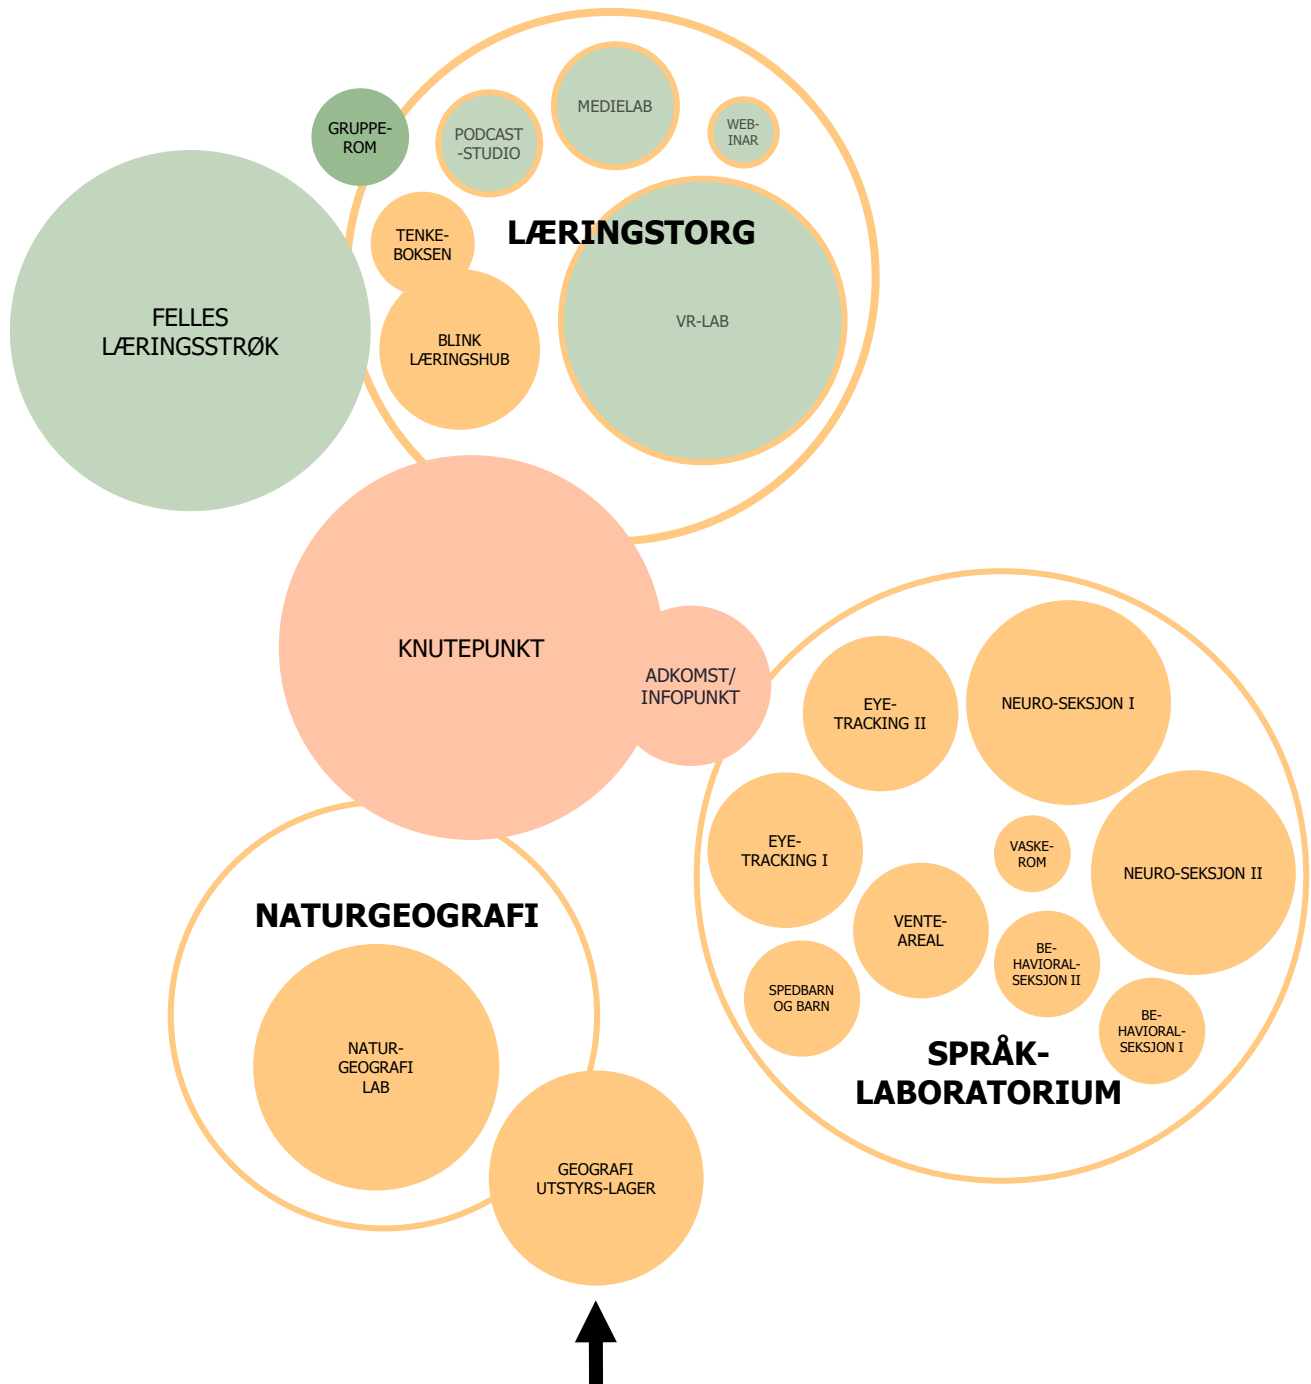 GRUPPE-
ROM
PODCAST
-STUDIO
MEDIELAB
WEB-
INAR
TENKE-
BOKSEN
LÆRINGSTORG
FELLES
LÆRINGSSTRØK
BLINK
LÆRINGSHUB
VR-LAB
KNUTEPUNKT
ADKOMST/
INFOPUNKT
EYE-
TRACKING II
NEURO-SEKSJON I
EYE-
TRACKING I
VASKE-
ROM
NEURO-SEKSJON II
VENTE-
AREAL
BE-
HAVIORAL-
SEKSJON II
SPEDBARN
OG BARN
BE-
HAVIORAL-
SEKSJON I
SPRÅK-
LABORATORIUM
NATURGEOGRAFI
NATUR-
GEOGRAFI
LAB
GEOGRAFI
UTSTYRS-LAGER